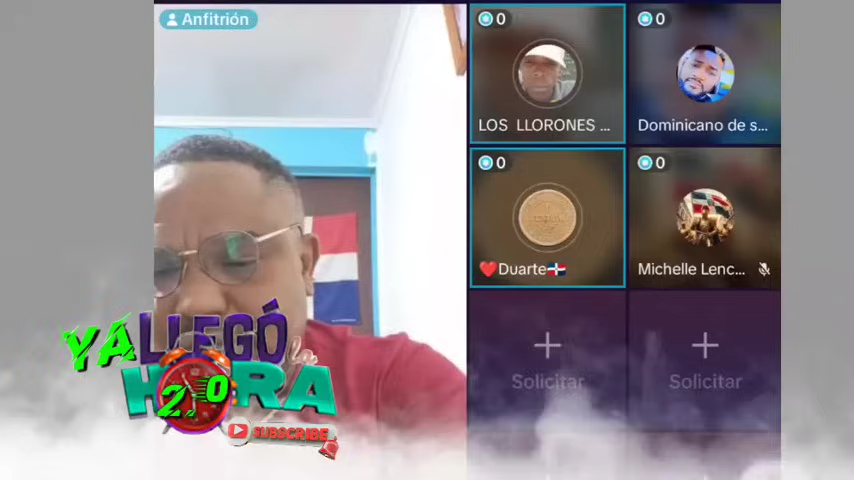 Anfitrión
0
LOS LLORONES ...
0
Dominicano de s...
0
❤️Duarte🇩🇴
0
Michelle Lenc...
Solicitar
Solicitar
YA LLEGÓ la
HORA
2.0
SUBSCRIBE